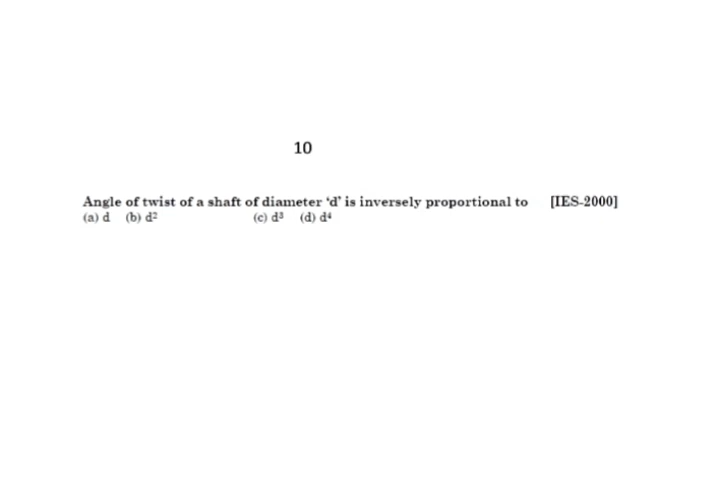 10
Angle of twist of a shaft of diameter ‘d’ is inversely proportional to [IES-2000]
(a) d (b) d² (c) d³ (d) d⁴